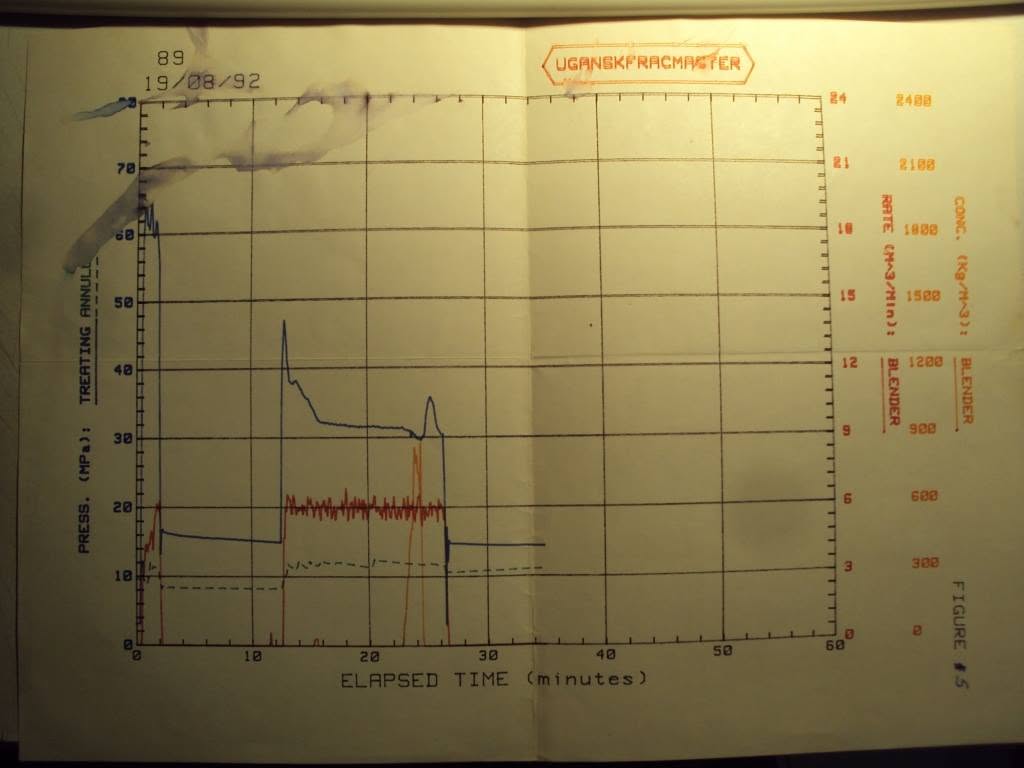 89
19/08/92
UGANSKFRACMASTER
80
70
60
50
40
30
20
10
0
PRESS. (MPa): TREATING ANNUL
0 10 20 30 40 50 60
ELAPSED TIME (minutes)
24 2400
21 2100
18 1800
15 1500
12 1200
9 900
6 600
3 300
0 0
RATE (M^3/Min): BLENDER
CONC. (Kg/M^3): BLENDER
FIGURE #5